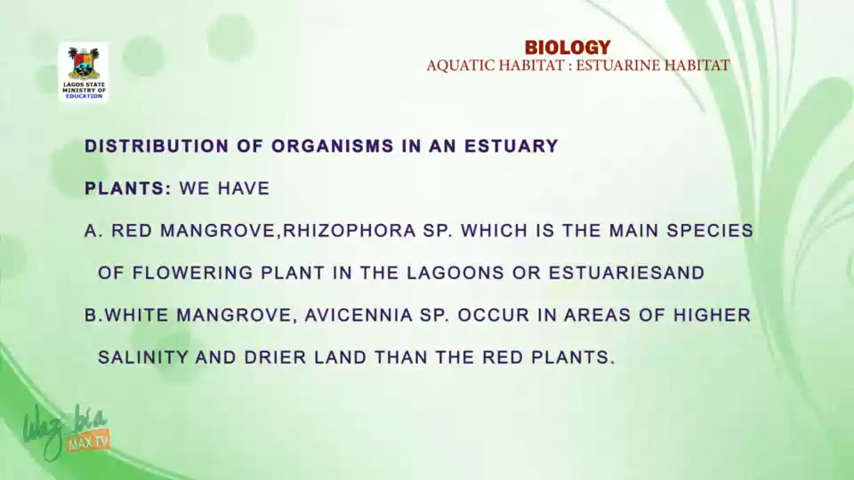 BIOLOGY
AQUATIC HABITAT : ESTUARINE HABITAT
LAGOS STATE
MINISTRY OF
EDUCATION
DISTRIBUTION OF ORGANISMS IN AN ESTUARY
PLANTS: WE HAVE
A. RED MANGROVE,RHIZOPHORA SP. WHICH IS THE MAIN SPECIES
OF FLOWERING PLANT IN THE LAGOONS OR ESTUARIESAND
B.WHITE MANGROVE, AVICENNIA SP. OCCUR IN AREAS OF HIGHER
SALINITY AND DRIER LAND THAN THE RED PLANTS.
Wazobia
MAX TV